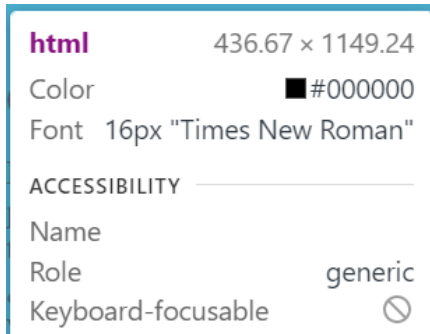 html 436.67 × 1149.24
Color #000000
Font 16px "Times New Roman"
ACCESSIBILITY
Name
Role generic
Keyboard-focusable